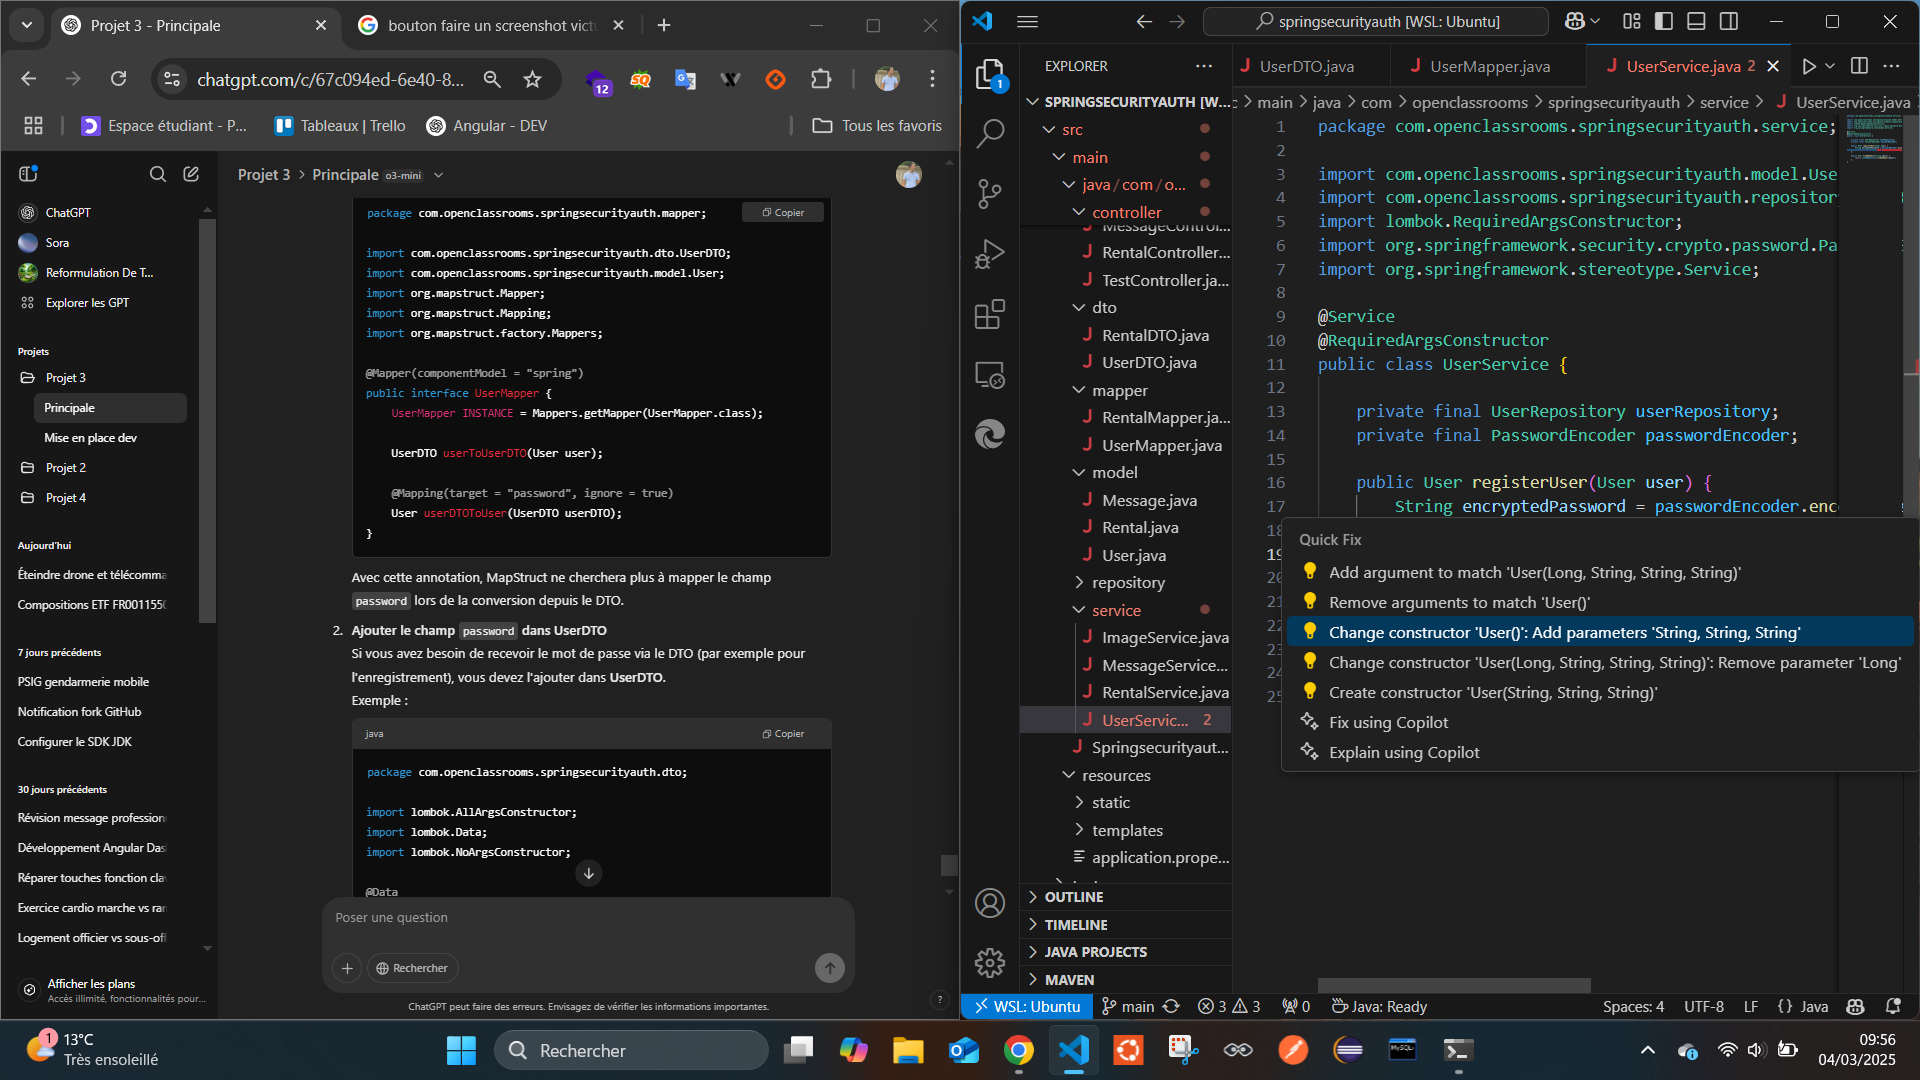 Projet 3 - Principale
bouton faire un screenshot victu
chatgpt.com/c/67c094ed-6e40-8...
12
Espace étudiant - P...
Tableaux | Trello
Angular - DEV
Tous les favoris
ChatGPT
Sora
Reformulation De T...
Explorer les GPT
Projets
Projet 3
Principale
Mise en place dev
Projet 2
Projet 4
Aujourd'hui
Éteindre drone et télécomma
Compositions ETF FR001155(
7 jours précédents
PSIG gendarmerie mobile
Notification fork GitHub
Configurer le SDK JDK
30 jours précédents
Révision message profession
Développement Angular Das
Réparer touches fonction cla
Exercice cardio marche vs ram
Logement officier vs sous-off
Afficher les plans
Accès illimité, fonctionnalités pour...
Projet 3 > Principale o3-mini
package com.openclassrooms.springsecurityauth.mapper;
Copier
import com.openclassrooms.springsecurityauth.dto.UserDTO;
import com.openclassrooms.springsecurityauth.model.User;
import org.mapstruct.Mapper;
import org.mapstruct.Mapping;
import org.mapstruct.factory.Mappers;
@Mapper(componentModel = "spring")
public interface UserMapper {
UserMapper INSTANCE = Mappers.getMapper(UserMapper.class);
UserDTO userToUserDTO(User user);
@Mapping(target = "password", ignore = true)
User userDTOToUser(UserDTO userDTO);
}
Avec cette annotation, MapStruct ne cherchera plus à mapper le champ
password lors de la conversion depuis le DTO.
2. Ajouter le champ password dans UserDTO
Si vous avez besoin de recevoir le mot de passe via le DTO (par exemple pour
l'enregistrement), vous devez l'ajouter dans UserDTO.
Exemple :
java
Copier
package com.openclassrooms.springsecurityauth.dto;
import lombok.AllArgsConstructor;
import lombok.Data;
import lombok.NoArgsConstructor;
@Data
Poser une question
Rechercher
ChatGPT peut faire des erreurs. Envisagez de vérifier les informations importantes.
?
springsecurityauth [WSL: Ubuntu]
1
EXPLORER
SPRINGSECURITYAUTH [W...
src
main
java / com / o...
controller
MessageControl...
RentalController...
TestController.ja...
dto
RentalDTO.java
UserDTO.java
mapper
RentalMapper.ja...
UserMapper.java
model
Message.java
Rental.java
User.java
repository
service
ImageService.java
MessageService...
RentalService.java
UserServic... 2
Springsecurityaut...
resources
static
templates
application.prope...
OUTLINE
TIMELINE
JAVA PROJECTS
MAVEN
UserDTO.java
UserMapper.java
UserService.java 2
main > java > com > openclassrooms > springsecurityauth > service > UserService.java
1 package com.openclassrooms.springsecurityauth.service;
2
3 import com.openclassrooms.springsecurityauth.model.Use
4 import com.openclassrooms.springsecurityauth.repository
5 import lombok.RequiredArgsConstructor;
6 import org.springframework.security.crypto.password.Pa
7 import org.springframework.stereotype.Service;
8
9 @Service
10 @RequiredArgsConstructor
11 public class UserService {
12
13 private final UserRepository userRepository;
14 private final PasswordEncoder passwordEncoder;
15
16 public User registerUser(User user) {
17 String encryptedPassword = passwordEncoder.enc
18
19
20
21
22
23
24
25
Quick Fix
Add argument to match 'User(Long, String, String, String)'
Remove arguments to match 'User()'
Change constructor 'User()': Add parameters 'String, String, String'
Change constructor 'User(Long, String, String, String)': Remove parameter 'Long'
Create constructor 'User(String, String, String)'
Fix using Copilot
Explain using Copilot
WSL: Ubuntu
main
3
3
0
Java: Ready
Spaces: 4
UTF-8
LF
{} Java
1
13°C
Très ensoleillé
Rechercher
MySQL
09:56
04/03/2025